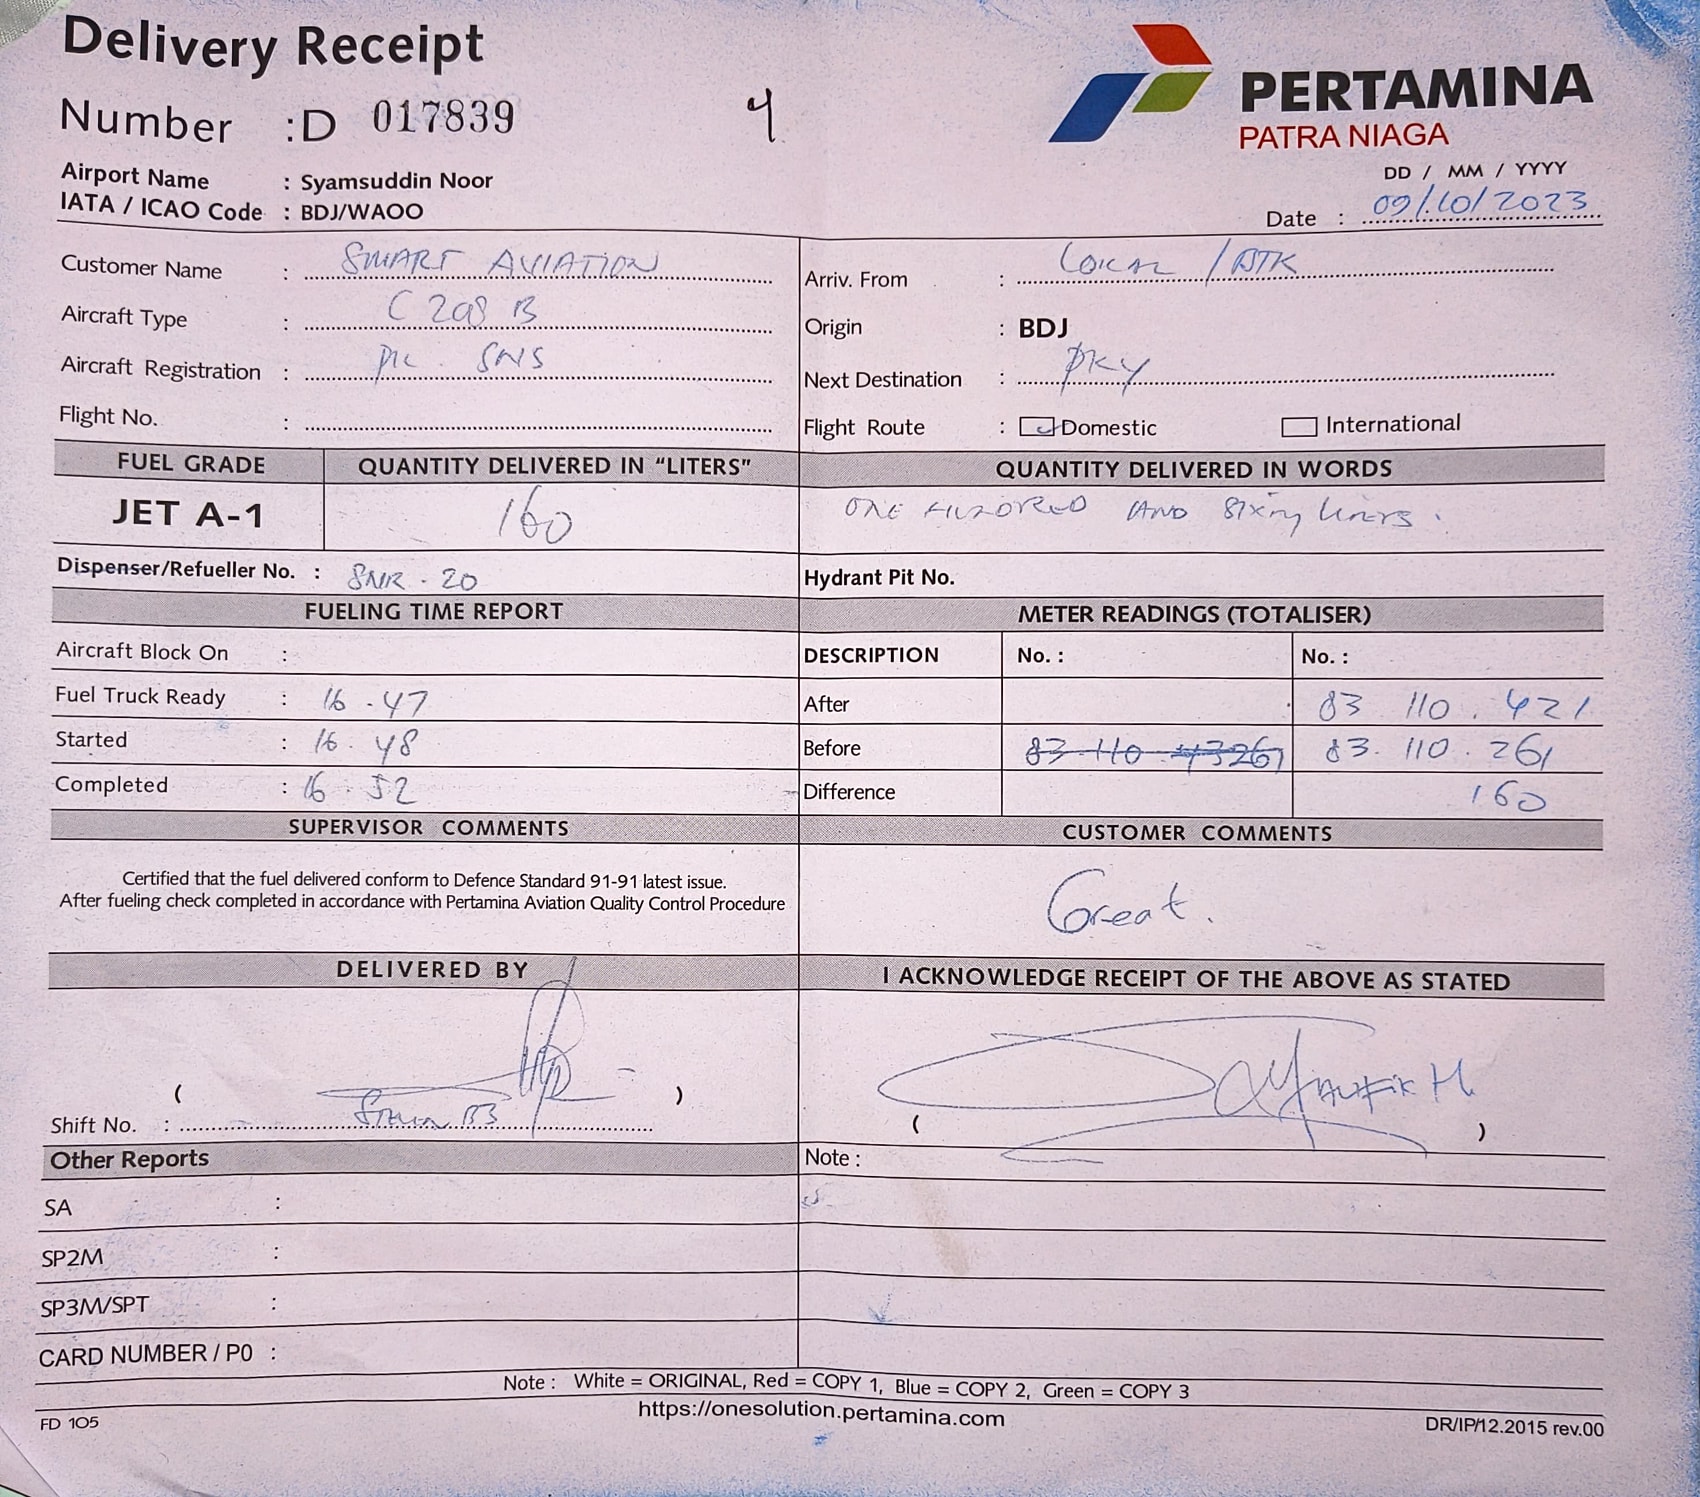 Delivery Receipt
Number : D 017839
4
PERTAMINA
PATRA NIAGA
Airport Name : Syamsuddin Noor
IATA / ICAO Code : BDJ/WAOO
DD / MM / YYYY
Date : 09/10/2023
Customer Name : SMART AVIATION
Arriv. From : LOKAL / BTK
Aircraft Type : C 208 B
Origin : BDJ
Aircraft Registration : PK. SNS
Next Destination : PKY
Flight No. :
Flight Route : Domestic International
FUEL GRADE QUANTITY DELIVERED IN “LITERS” QUANTITY DELIVERED IN WORDS
JET A-1 160 ONE HUNDRED AND SIXTY LITERS.
Dispenser/Refueller No. : SNR - 20
Hydrant Pit No.
FUELING TIME REPORT METER READINGS (TOTALISER)
Aircraft Block On :
DESCRIPTION No. : No. :
Fuel Truck Ready : 16 . 47
After 83 110 . 421
Started : 16 . 48
Before 83 . 110 . 261
Completed : 16 . 52
Difference 160
SUPERVISOR COMMENTS CUSTOMER COMMENTS
Certified that the fuel delivered conform to Defence Standard 91-91 latest issue.
After fueling check completed in accordance with Pertamina Aviation Quality Control Procedure
Great.
DELIVERED BY I ACKNOWLEDGE RECEIPT OF THE ABOVE AS STATED
( )
Shift No. :
( TAUFIK H. )
Other Reports Note :
SA :
SP2M :
SP3M/SPT :
CARD NUMBER / P0 :
Note : White = ORIGINAL, Red = COPY 1, Blue = COPY 2, Green = COPY 3
FD 105 https://onesolution.pertamina.com DR/IP/12.2015 rev.00